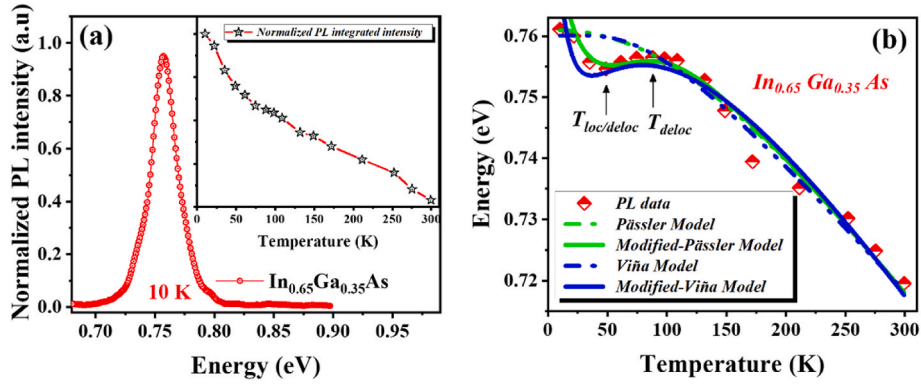 (a)
Normalized PL intensity (a.u)
1.0
0.8
0.6
0.4
0.2
0.0
0.70 0.75 0.80 0.85 0.90 0.95
Energy (eV)
10 K
In0.65Ga0.35As
Normalized PL integrated intensity
0 50 100 150 200 250 300
Temperature (K)
(b)
Energy (eV)
0.76
0.75
0.74
0.73
0.72
0 50 100 150 200 250 300
Temperature (K)
In0.65 Ga0.35 As
Tloc/deloc
Tdeloc
PL data
Pässler Model
Modified-Pässler Model
Viña Model
Modified-Viña Model